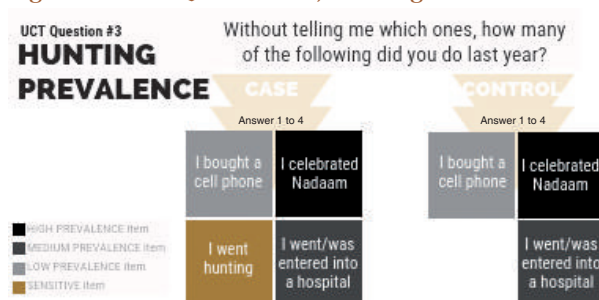 UCT Question #3
HUNTING
PREVALENCE
Without telling me which ones, how many
of the following did you do last year?
CASE
CONTROL
Answer 1 to 4
Answer 1 to 4
I bought a
cell phone
I celebrated
Nadaam
I bought a
cell phone
I celebrated
Nadaam
HIGH PREVALENCE item
MEDIUM PREVALENCE item
LOW PREVALENCE item
SENSITIVE item
I went
hunting
I went/was
entered into
a hospital
I went/was
entered into
a hospital